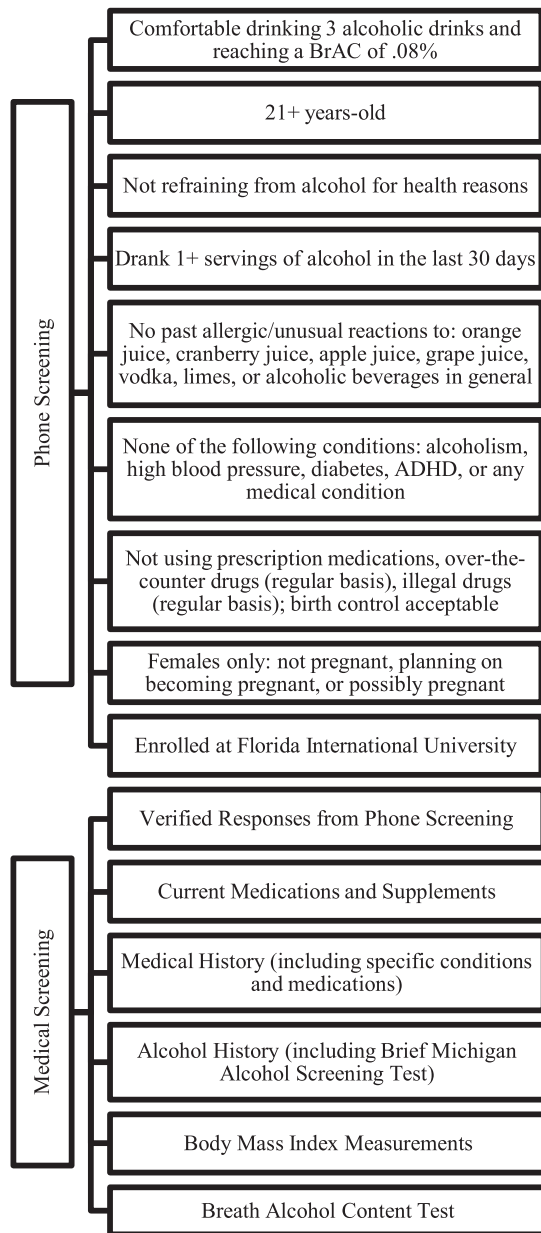 Phone Screening
Comfortable drinking 3 alcoholic drinks and
reaching a BrAC of .08%
21+ years-old
Not refraining from alcohol for health reasons
Drank 1+ servings of alcohol in the last 30 days
No past allergic/unusual reactions to: orange
juice, cranberry juice, apple juice, grape juice,
vodka, limes, or alcoholic beverages in general
None of the following conditions: alcoholism,
high blood pressure, diabetes, ADHD, or any
medical condition
Not using prescription medications, over-the-
counter drugs (regular basis), illegal drugs
(regular basis); birth control acceptable
Females only: not pregnant, planning on
becoming pregnant, or possibly pregnant
Enrolled at Florida International University
Medical Screening
Verified Responses from Phone Screening
Current Medications and Supplements
Medical History (including specific conditions
and medications)
Alcohol History (including Brief Michigan
Alcohol Screening Test)
Body Mass Index Measurements
Breath Alcohol Content Test